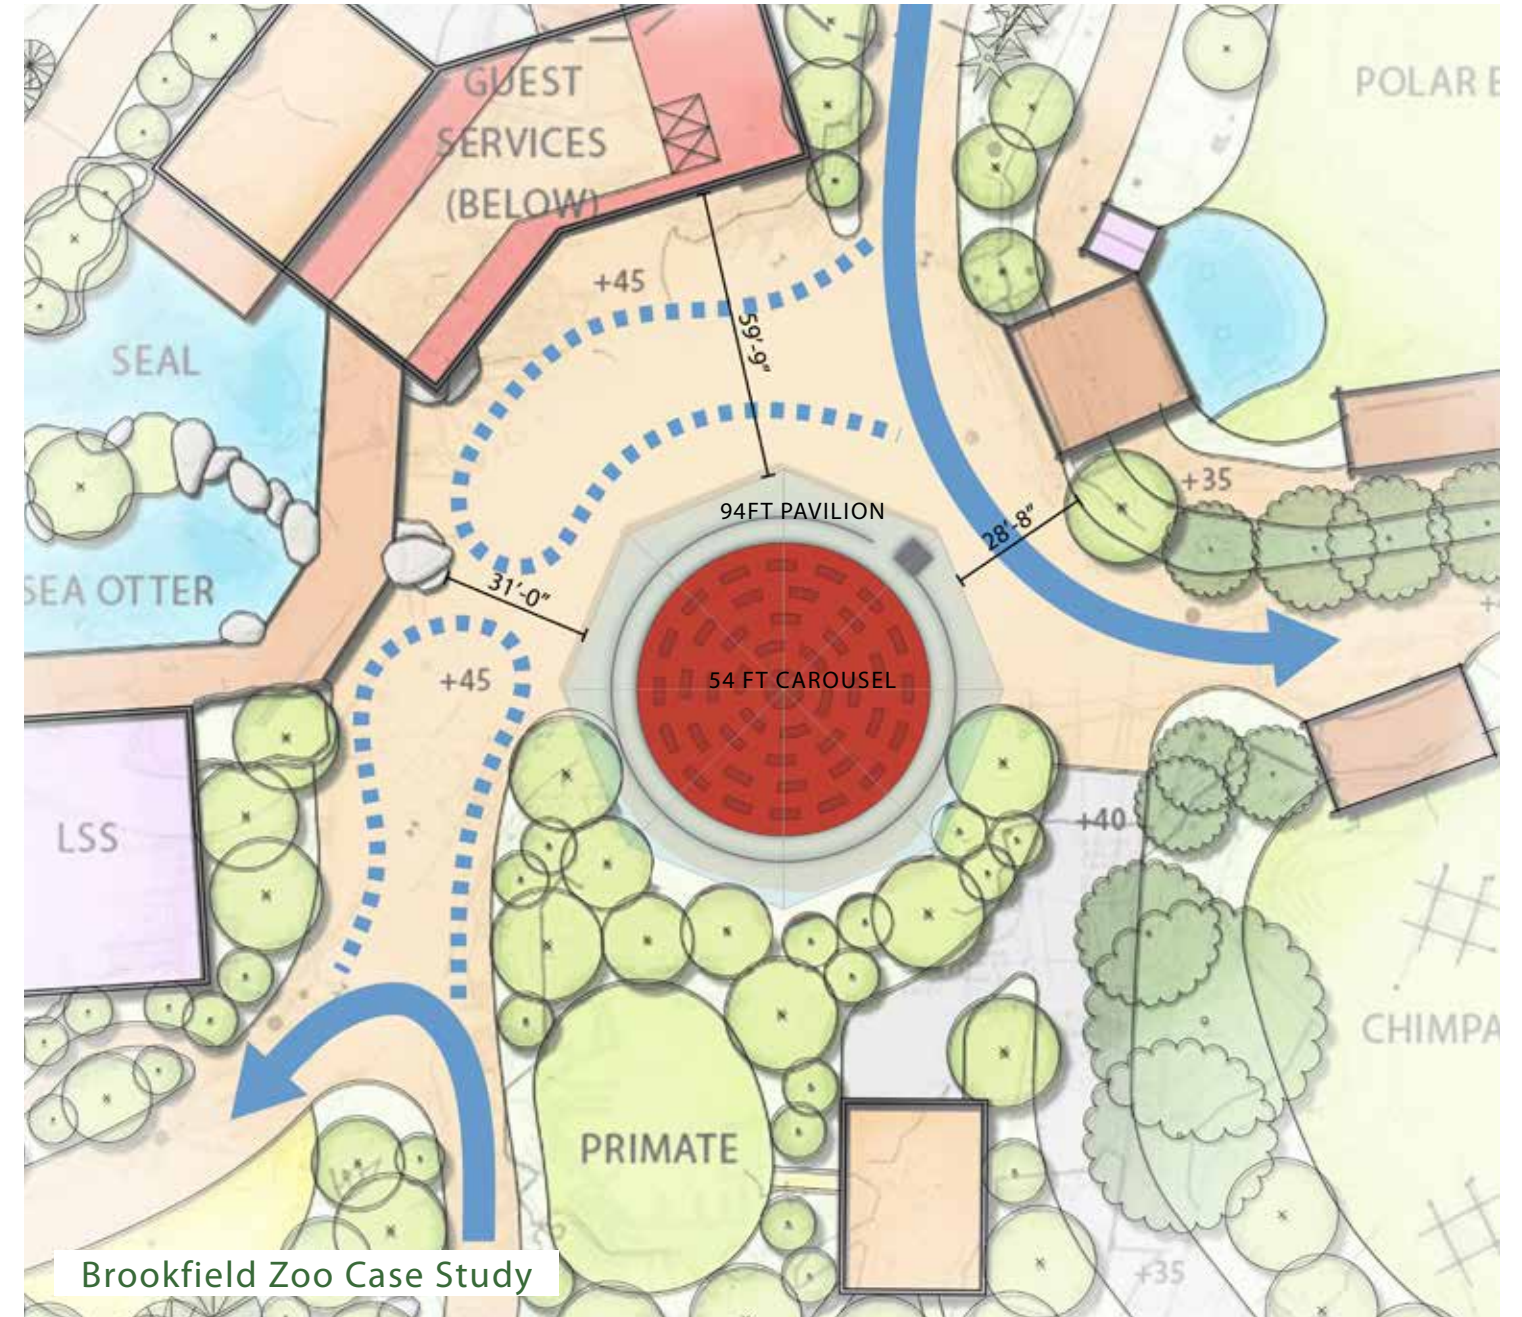 GUEST
SERVICES
(BELOW)
POLAR
+45
59'-9"
SEAL
+35
94FT PAVILION
28'-8"
31'-0"
SEA OTTER
+45
54 FT CAROUSEL
LSS
+40
PRIMATE
+35
Brookfield Zoo Case Study